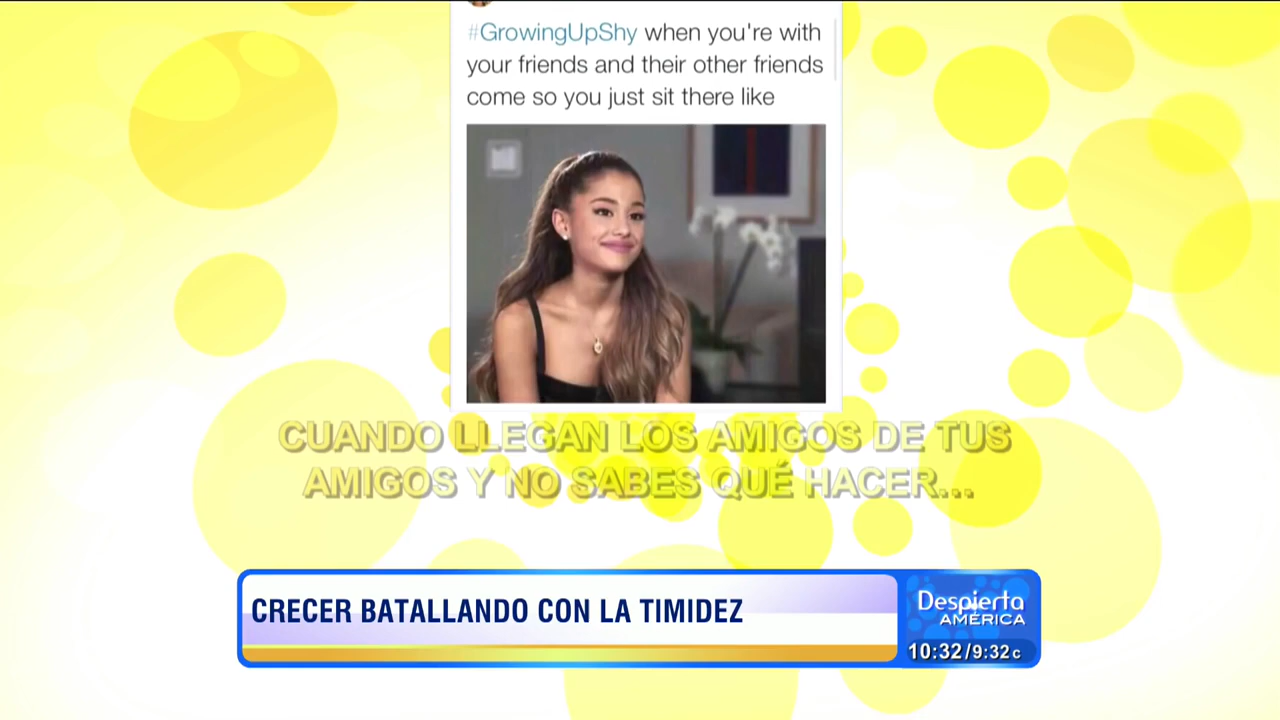 #GrowingUpShy when you're with
your friends and their other friends
come so you just sit there like
CUANDO LLEGAN LOS AMIGOS DE TUS
AMIGOS Y NO SABES QUÉ HACER...
CRECER BATALLANDO CON LA TIMIDEZ
Despierta
AMÉRICA
10:32/9:32c